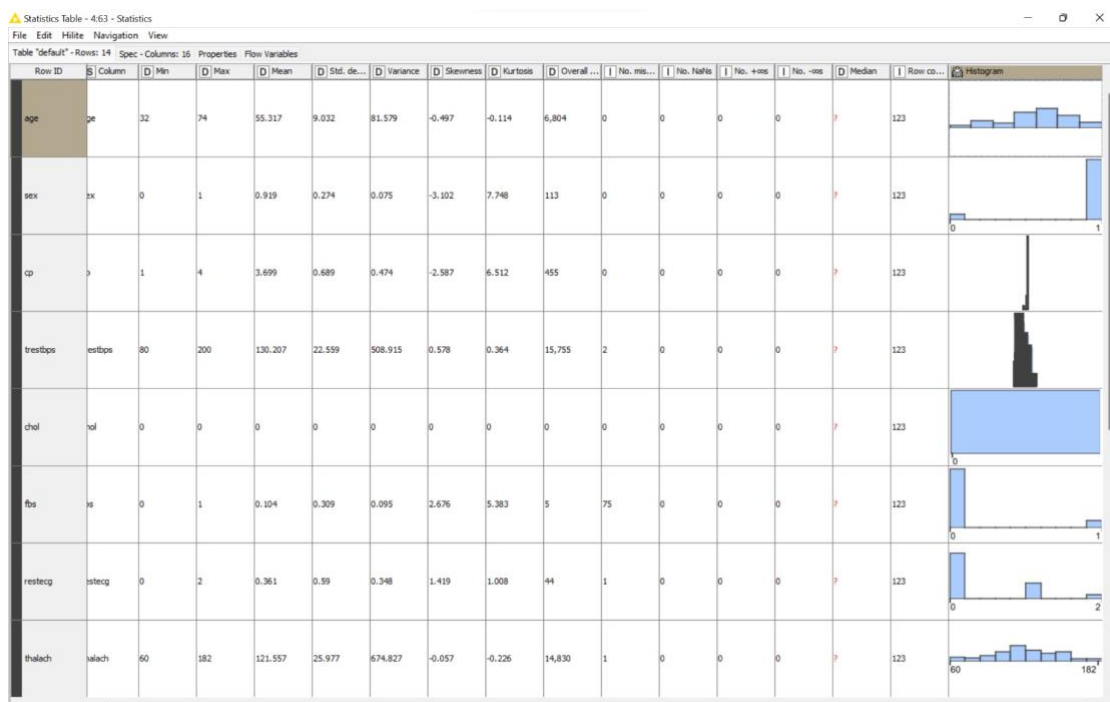 Statistics Table - 4:63 - Statistics
File Edit Hilite Navigation View
Table "default" - Rows: 14 Spec - Columns: 16 Properties Flow Variables
Row ID S Column D Min D Max D Mean D Std. de... D Variance D Skewness D Kurtosis D Overall ... I No. mis... I No. NaNs I No. +∞s I No. -∞s D Median I Row co... Histogram
age ge 32 74 55.317 9.032 81.579 -0.497 -0.114 6,804 0 0 0 0 ? 123
sex ex 0 1 0.919 0.274 0.075 -3.102 7.748 113 0 0 0 0 ? 123
0 1
cp 1 4 3.699 0.689 0.474 -2.587 6.512 455 0 0 0 0 ? 123
trestbps estbps 80 200 130.207 22.559 508.915 0.578 0.364 15,755 2 0 0 0 ? 123
chol hol 0 0 0 0 0 0 0 0 0 0 0 0 ? 123
0
fbs s 0 1 0.104 0.309 0.095 2.676 5.383 5 75 0 0 0 ? 123
0 1
restecg estecg 0 2 0.361 0.59 0.348 1.419 1.008 44 1 0 0 0 ? 123
0 2
thalach alach 60 182 121.557 25.977 674.827 -0.057 -0.226 14,830 1 0 0 0 ? 123
60 182